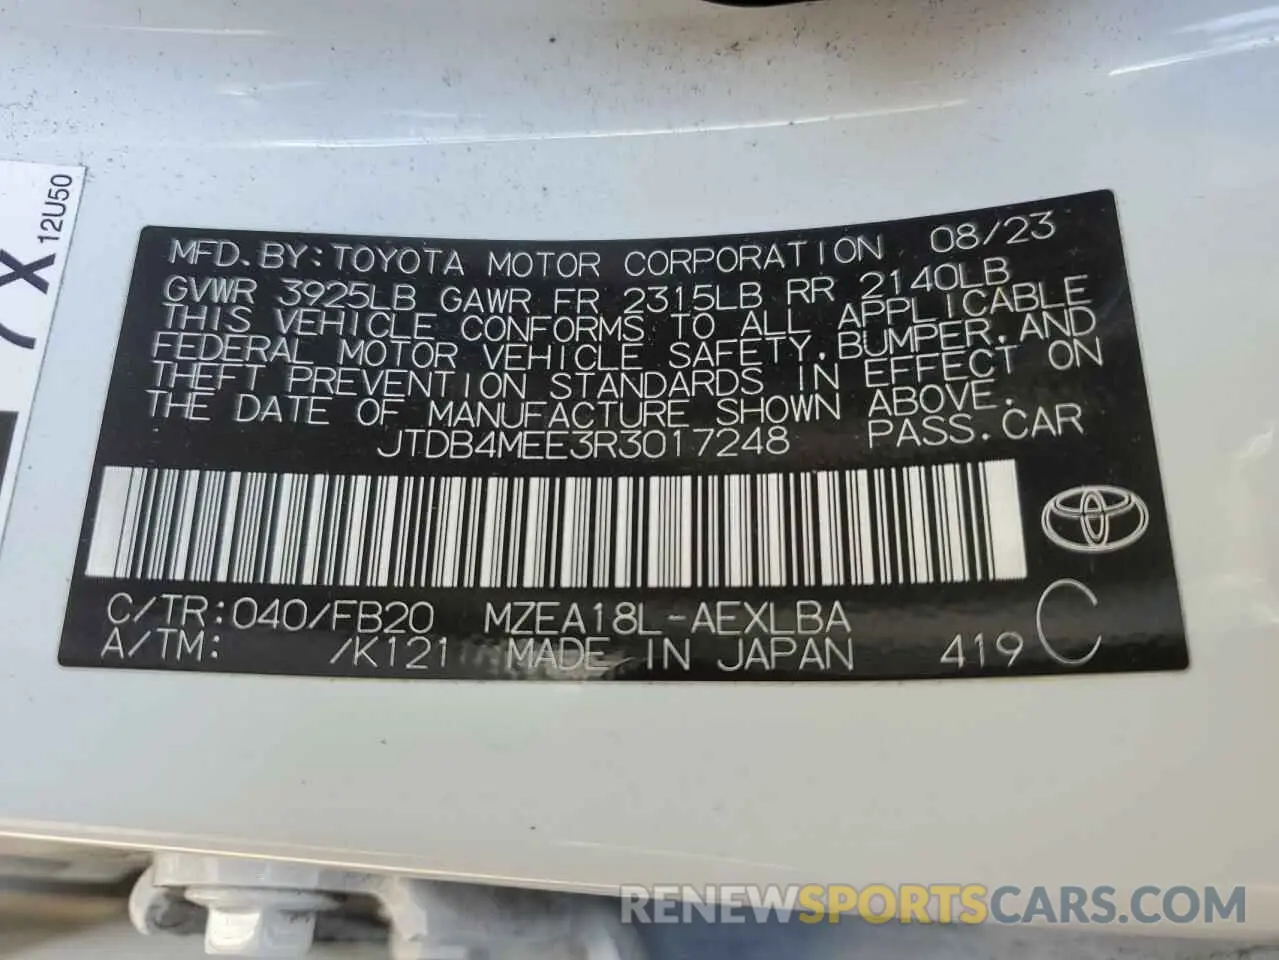 12U50
7X
MFD.BY:TOYOTA MOTOR CORPORATION 08/23
GVWR 3925LB GAWR FR 2315LB RR 2140LB
THIS VEHICLE CONFORMS TO ALL APPLICABLE
FEDERAL MOTOR VEHICLE SAFETY,BUMPER,AND
THEFT PREVENTION STANDARDS IN EFFECT ON
THE DATE OF MANUFACTURE SHOWN ABOVE.
JTDB4MEE3R3017248 PASS.CAR
C/TR:040/FB20 MZEA18L-AEXLBA
A/TM: /K121 MADE IN JAPAN 419 C
RENEWSPORTSCARS.COM